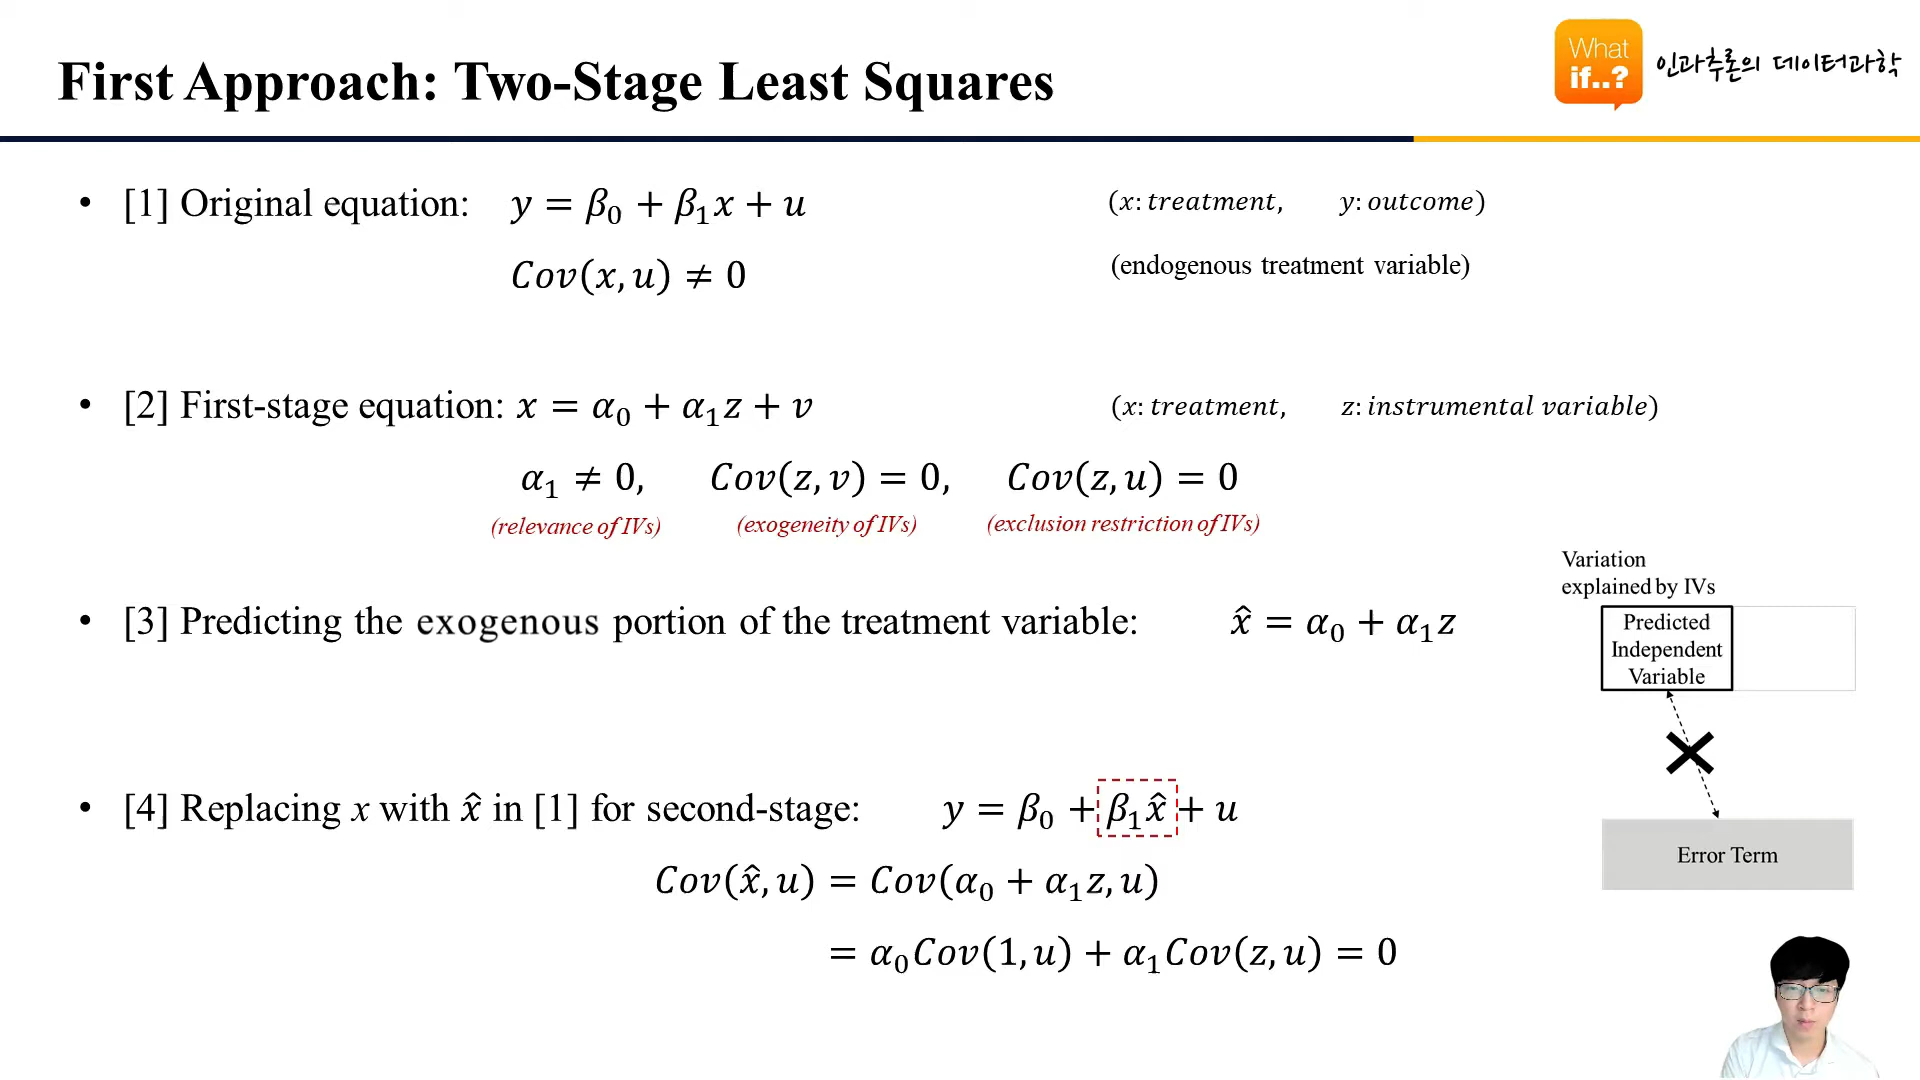 First Approach: Two-Stage Least Squares
What
if..?
인과추론의 데이터과학
• [1] Original equation: y = β₀ + β₁x + u (x: treatment, y: outcome)
Cov(x, u) ≠ 0 (endogenous treatment variable)
• [2] First-stage equation: x = α₀ + α₁z + v (x: treatment, z: instrumental variable)
α₁ ≠ 0, Cov(z, v) = 0, Cov(z, u) = 0
(relevance of IVs) (exogeneity of IVs) (exclusion restriction of IVs)
Variation
explained by IVs
• [3] Predicting the exogenous portion of the treatment variable: x̂ = α₀ + α₁z
Predicted
Independent
Variable
• [4] Replacing x with x̂ in [1] for second-stage: y = β₀ + β₁x̂ + u
Error Term
Cov(x̂, u) = Cov(α₀ + α₁z, u)
= α₀Cov(1, u) + α₁Cov(z, u) = 0